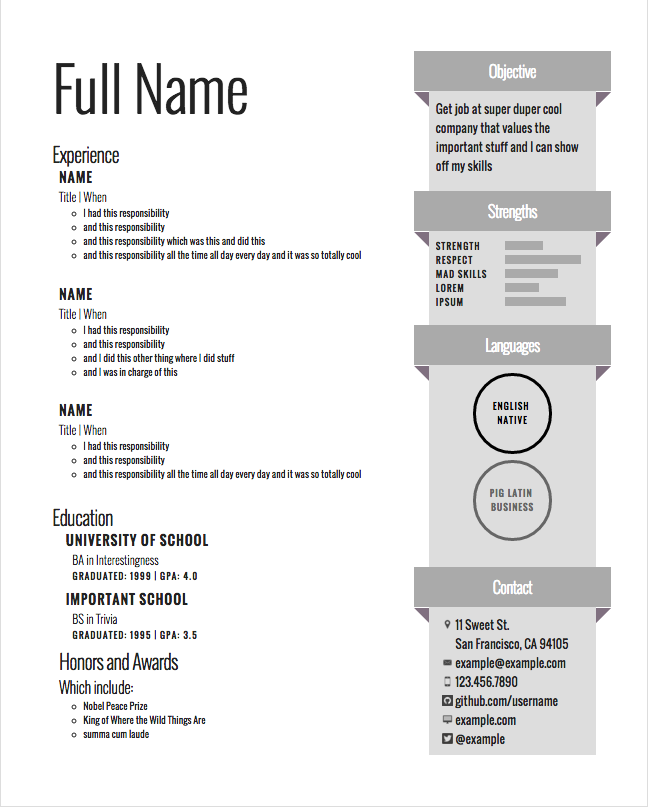 Full Name
Experience
NAME
Title | When
I had this responsibility
and this responsibility
and this responsibility which was this and did this
and this responsibility all the time all day every day and it was so totally cool
NAME
Title | When
I had this responsibility
and this responsibility
and I did this other thing where I did stuff
and I was in charge of this
NAME
Title | When
I had this responsibility
and this responsibility
and this responsibility all the time all day every day and it was so totally cool
Education
UNIVERSITY OF SCHOOL
BA in Interestingness
GRADUATED: 1999 | GPA: 4.0
IMPORTANT SCHOOL
BS in Trivia
GRADUATED: 1995 | GPA: 3.5
Honors and Awards
Which include:
Nobel Peace Prize
King of Where the Wild Things Are
summa cum laude
Objective
Get job at super duper cool
company that values the
important stuff and I can show
off my skills
Strengths
STRENGTH
RESPECT
MAD SKILLS
LOREM
IPSUM
Languages
ENGLISH
NATIVE
PIG LATIN
BUSINESS
Contact
11 Sweet St.
San Francisco, CA 94105
example@example.com
123.456.7890
github.com/username
example.com
@example